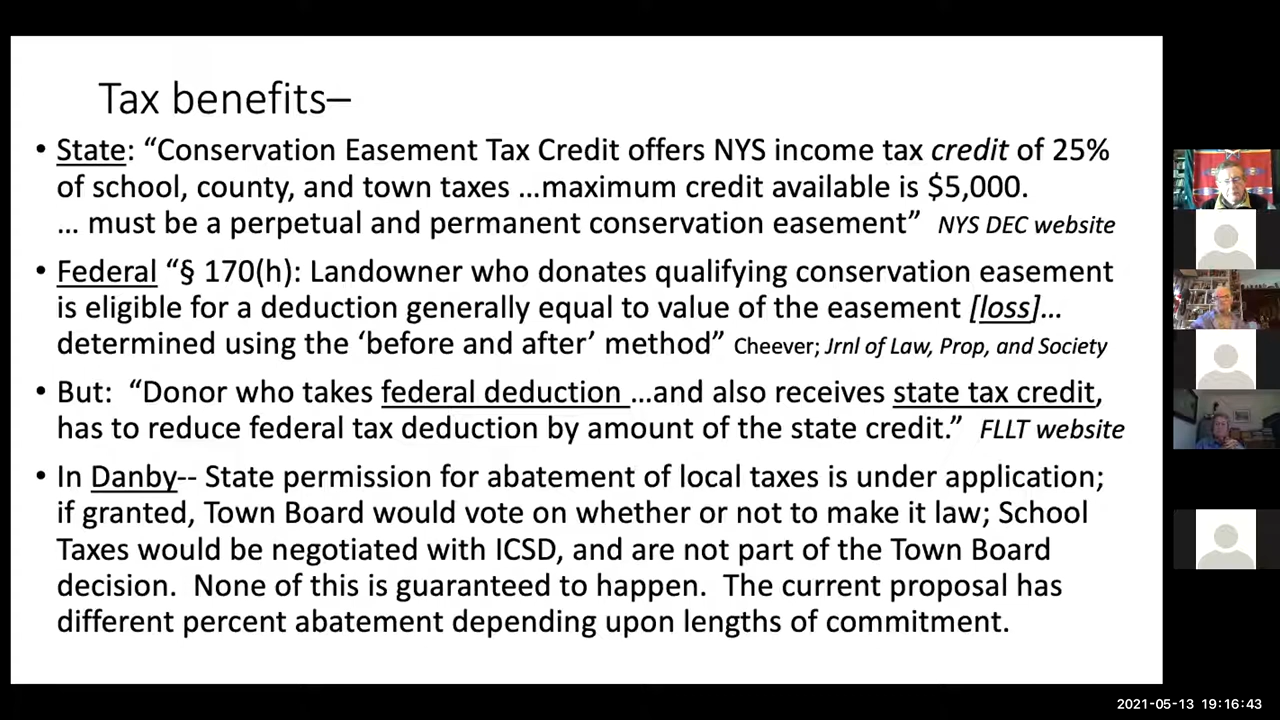 Tax benefits–
• State: “Conservation Easement Tax Credit offers NYS income tax credit of 25%
of school, county, and town taxes …maximum credit available is $5,000.
… must be a perpetual and permanent conservation easement” NYS DEC website
• Federal “§ 170(h): Landowner who donates qualifying conservation easement
is eligible for a deduction generally equal to value of the easement [loss]…
determined using the ‘before and after’ method” Cheever; Jrnl of Law, Prop, and Society
• But: “Donor who takes federal deduction …and also receives state tax credit,
has to reduce federal tax deduction by amount of the state credit.” FLLT website
• In Danby-- State permission for abatement of local taxes is under application;
if granted, Town Board would vote on whether or not to make it law; School
Taxes would be negotiated with ICSD, and are not part of the Town Board
decision. None of this is guaranteed to happen. The current proposal has
different percent abatement depending upon lengths of commitment.
2021-05-13 19:16:43